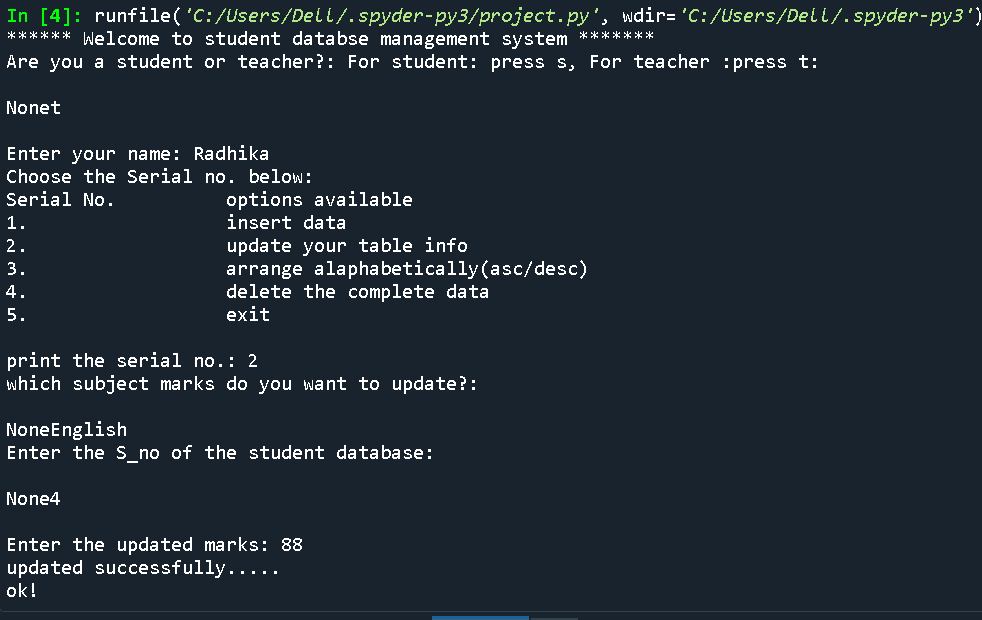 In [4]: runfile('C:/Users/Dell/.spyder-py3/project.py', wdir='C:/Users/Dell/.spyder-py3')
****** Welcome to student databse management system *******
Are you a student or teacher?: For student: press s, For teacher :press t:
Nonet
Enter your name: Radhika
Choose the Serial no. below:
Serial No.          options available
1.                  insert data
2.                  update your table info
3.                  arrange alaphabetically(asc/desc)
4.                  delete the complete data
5.                  exit
print the serial no.: 2
which subject marks do you want to update?:
NoneEnglish
Enter the S_no of the student database:
None4
Enter the updated marks: 88
updated successfully.....
ok!